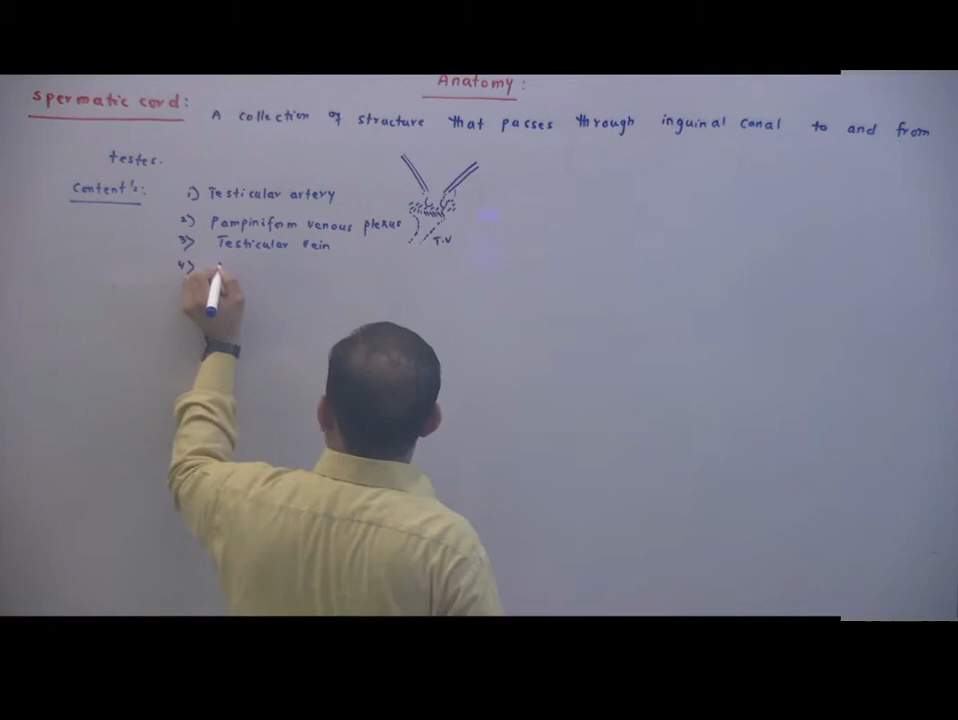 Anatomy:
Spermatic cord: A collection of structure that passes through inguinal canal to and from
testes.
Content's:
1) Testicular artery
2) Pampiniform venous plexus
3) Testicular vein
T.V
4)